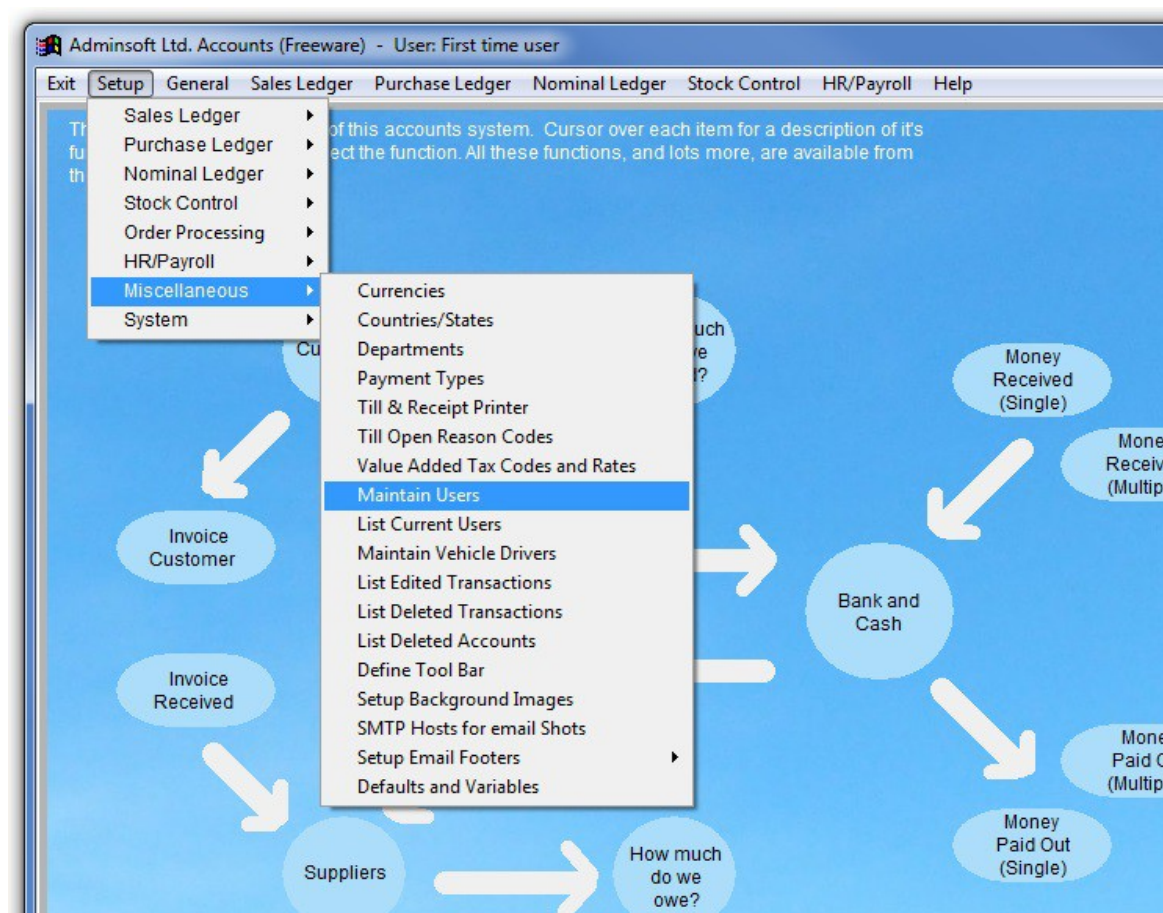 Adminsoft Ltd. Accounts (Freeware) - User: First time user
Exit Setup General Sales Ledger Purchase Ledger Nominal Ledger Stock Control HR/Payroll Help
of this accounts system. Cursor over each item for a description of it's
the function. All these functions, and lots more, are available from
Sales Ledger
Purchase Ledger
Nominal Ledger
Stock Control
Order Processing
HR/Payroll
Miscellaneous
System
Currencies
Countries/States
Departments
Payment Types
Till & Receipt Printer
Till Open Reason Codes
Value Added Tax Codes and Rates
Maintain Users
List Current Users
Maintain Vehicle Drivers
List Edited Transactions
List Deleted Transactions
List Deleted Accounts
Define Tool Bar
Setup Background Images
SMTP Hosts for email Shots
Setup Email Footers
Defaults and Variables
Money
Received
(Single)
Invoice
Customer
Bank and
Cash
Invoice
Received
Money
Paid Out
(Single)
Suppliers
How much
do we
owe?